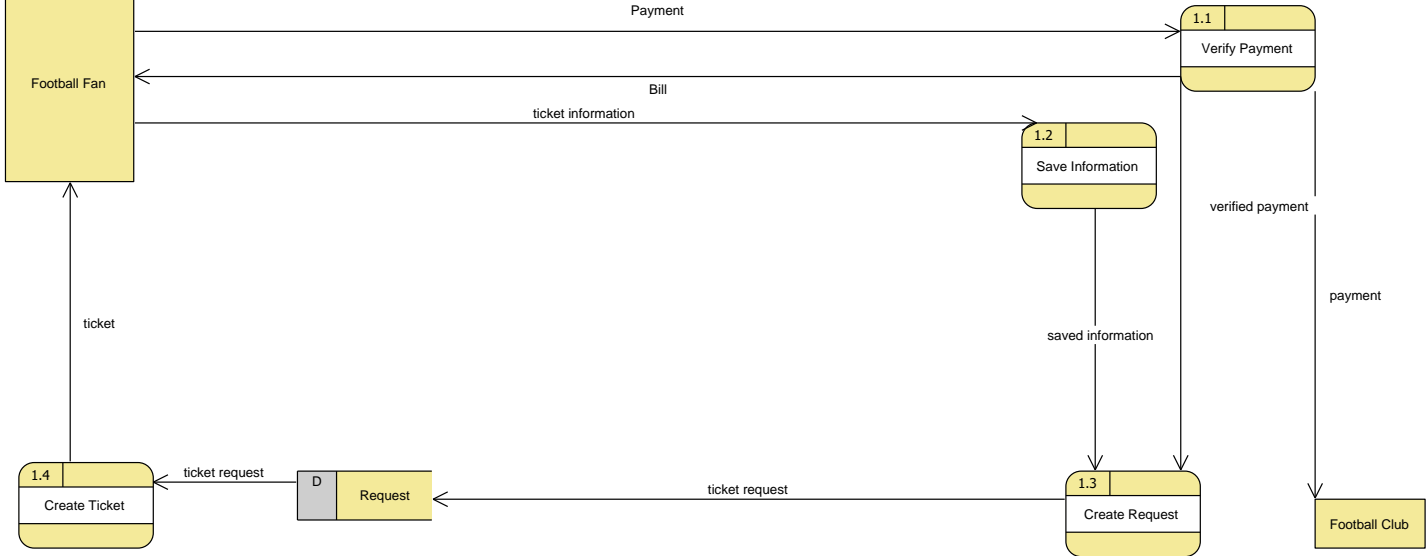 Payment
1.1
Verify Payment
Football Fan
Bill
ticket information
1.2
Save Information
verified payment
payment
ticket
saved information
1.4
Create Ticket
ticket request
D
Request
ticket request
1.3
Create Request
Football Club